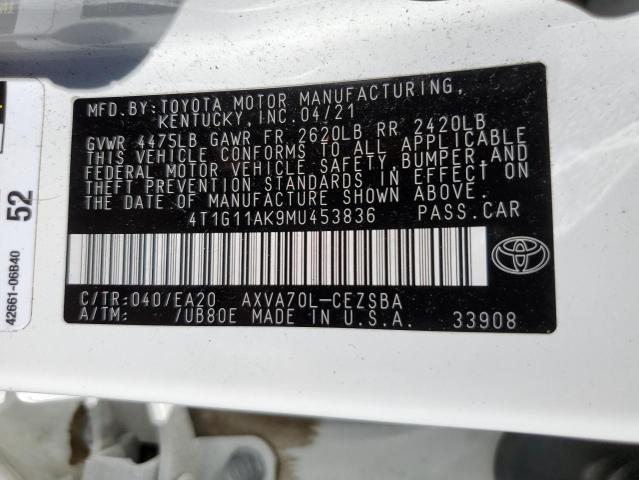 MFD.BY:TOYOTA MOTOR MANUFACTURING,
KENTUCKY,INC.04/21
GVWR 4475LB GAWR FR 2620LB RR 2420LB
THIS VEHICLE CONFORMS TO ALL APPLICABLE
FEDERAL MOTOR VEHICLE SAFETY,BUMPER,AND
THEFT PREVENTION STANDARDS IN EFFECT ON
THE DATE OF MANUFACTURE SHOWN ABOVE.
4T1G11AK9MU453836 PASS.CAR
C/TR:040/EA20 AXVA70L-CEZSBA
A/TM: /UB80E MADE IN U.S.A. 33908
42661-06B40
52